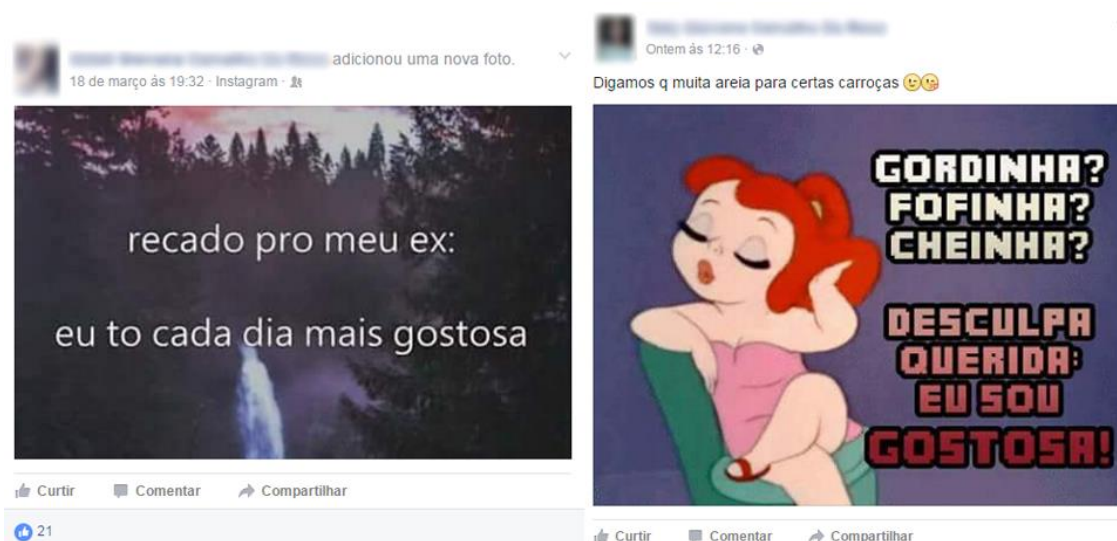 adicionou uma nova foto.
18 de março às 19:32 · Instagram ·
recado pro meu ex:
eu to cada dia mais gostosa
Curtir Comentar Compartilhar
21
Ontem às 12:16 ·
Digamos q muita areia para certas carroças 😉😘
GORDINHA?
FOFINHA?
CHEINHA?
DESCULPA
QUERIDA:
EU SOU
GOSTOSA!
Curtir Comentar Compartilhar